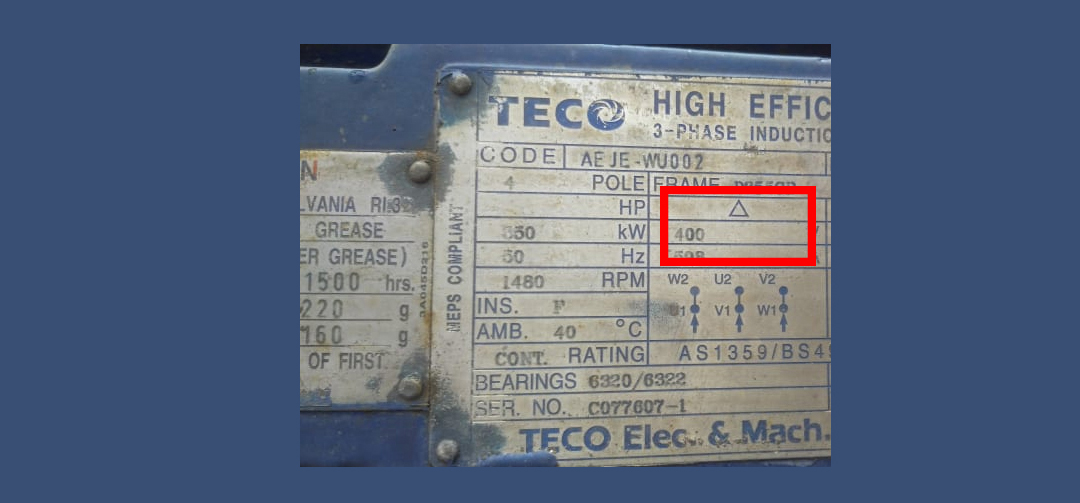 N
VANIA RI:3
GREASE
ER GREASE)
1500 hrs.
220 g
160 g
OF FIRST
3A045D216
MEPS COMPLIANT
TECO HIGH EFFIC
3-PHASE INDUCTIO
CODE AEJE-WU002
4 POLE FRAME
HP △
kW 400 V
50 Hz A
1480 RPM W2 U2 V2
INS. F U1 V1 W1
AMB. 40 °C
CONT. RATING AS1359/BS49
BEARINGS 6320/6322
SER. NO. C077607-1
TECO Elec. & Mach.